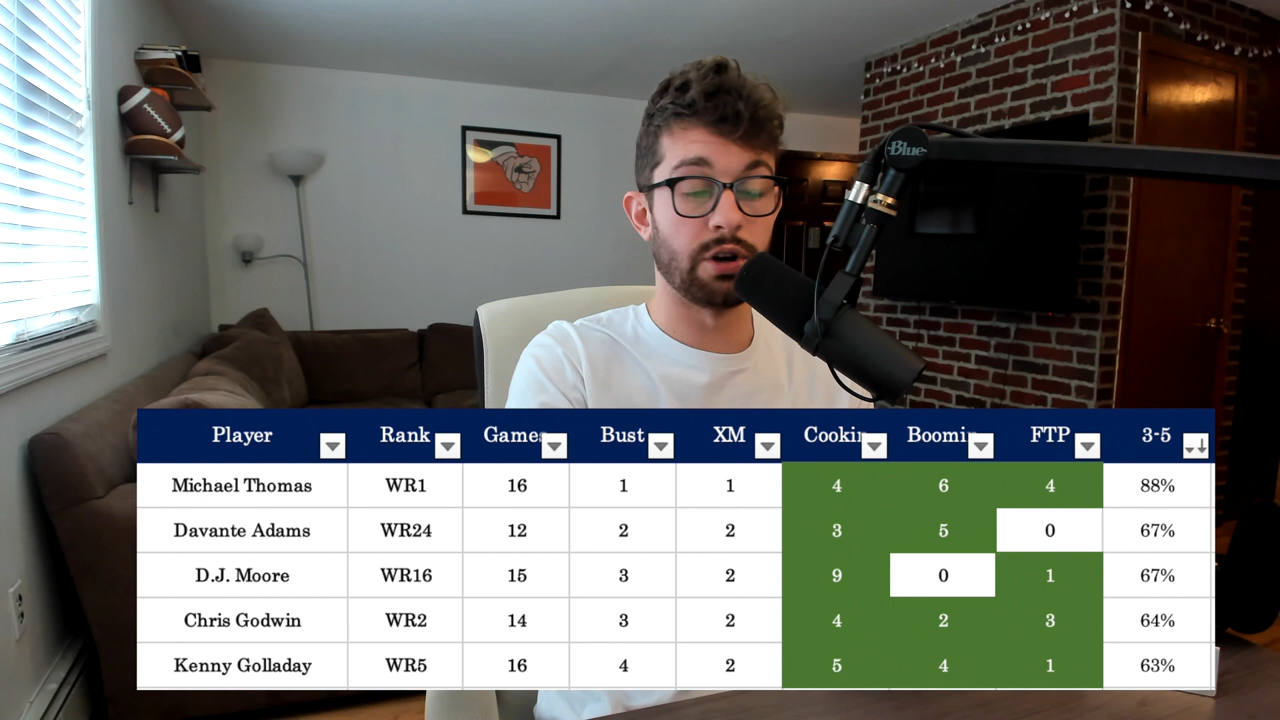 Blue
Player Rank Games Bust XM Cookin Boomin FTP 3-5
Michael Thomas WR1 16 1 1 4 6 4 88%
Davante Adams WR24 12 2 2 3 5 0 67%
D.J. Moore WR16 15 3 2 9 0 1 67%
Chris Godwin WR2 14 3 2 4 2 3 64%
Kenny Golladay WR5 16 4 2 5 4 1 63%